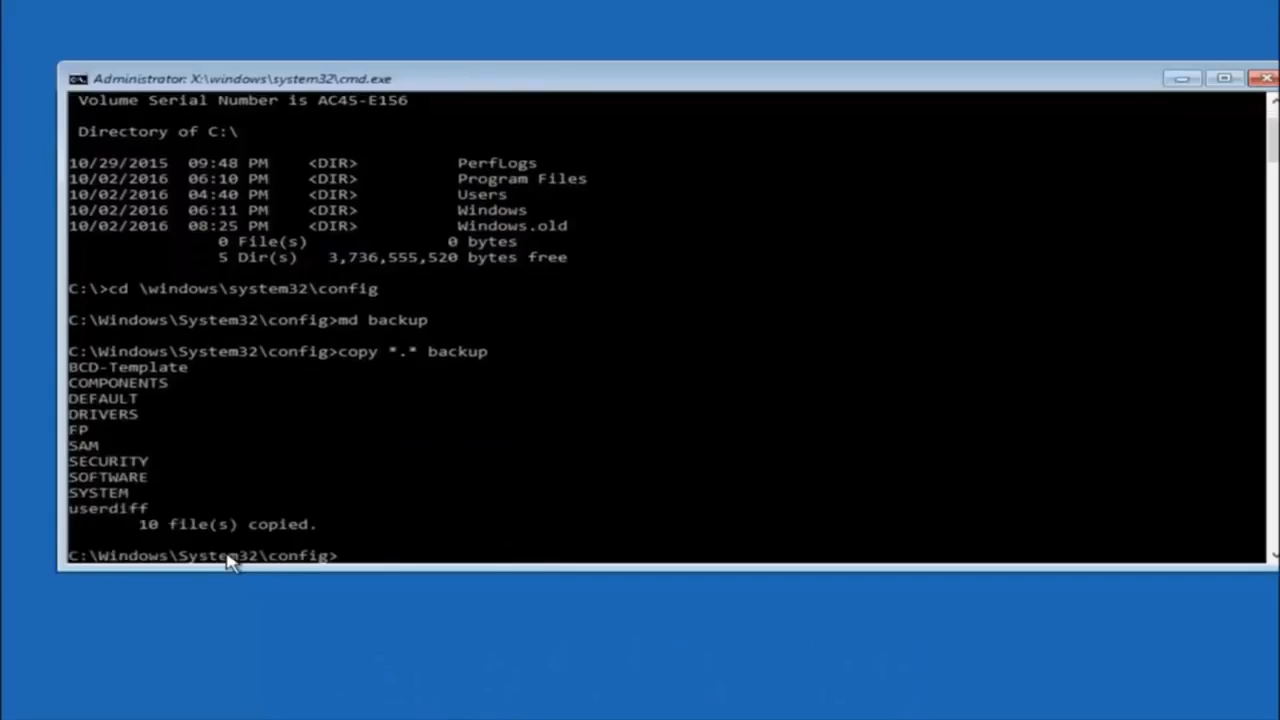 Administrator: X:\windows\system32\cmd.exe
Volume Serial Number is AC45-E156
Directory of C:\
10/29/2015 09:48 PM <DIR> PerfLogs
10/02/2016 06:10 PM <DIR> Program Files
10/02/2016 04:40 PM <DIR> Users
10/02/2016 06:11 PM <DIR> Windows
10/02/2016 08:25 PM <DIR> Windows.old
0 File(s) 0 bytes
5 Dir(s) 3,736,555,520 bytes free
C:\>cd \windows\system32\config
C:\Windows\System32\config>md backup
C:\Windows\System32\config>copy *.* backup
BCD-Template
COMPONENTS
DEFAULT
DRIVERS
FP
SAM
SECURITY
SOFTWARE
SYSTEM
userdiff
10 file(s) copied.
C:\Windows\System32\config>